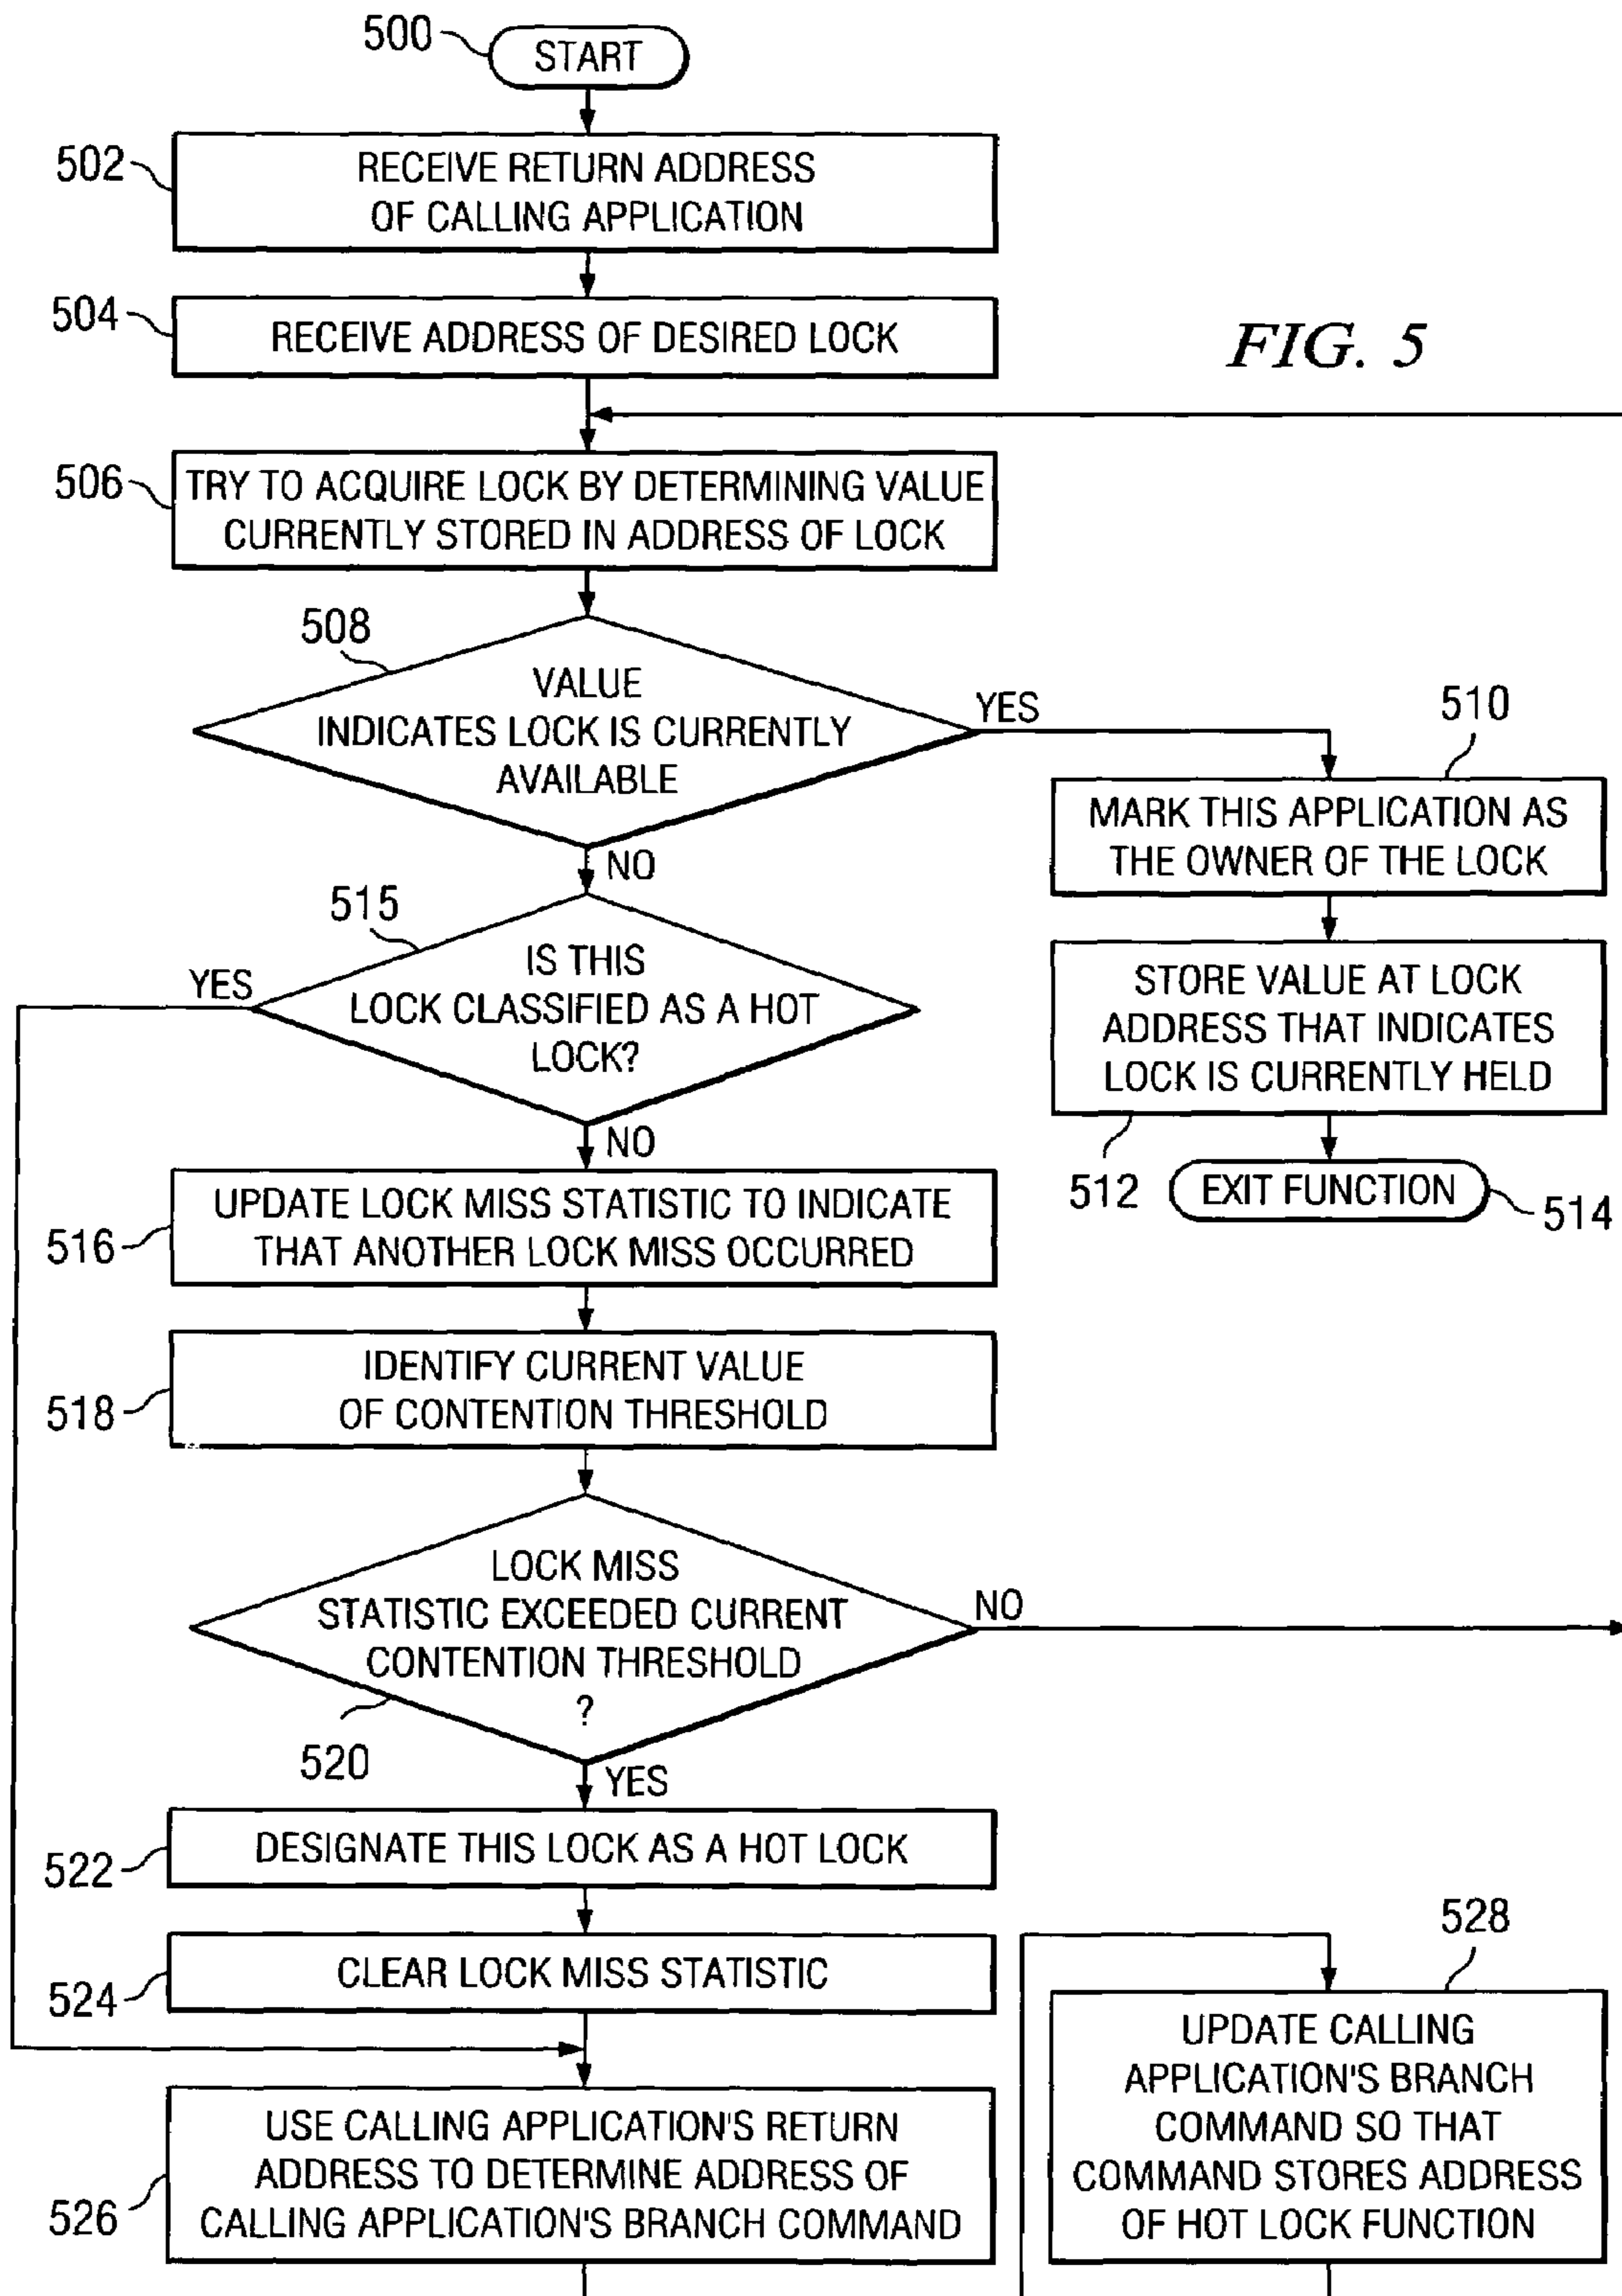 500
START
502
RECEIVE RETURN ADDRESS
OF CALLING APPLICATION
504
RECEIVE ADDRESS OF DESIRED LOCK
FIG. 5
506
TRY TO ACQUIRE LOCK BY DETERMINING VALUE
CURRENTLY STORED IN ADDRESS OF LOCK
508
VALUE
INDICATES LOCK IS CURRENTLY
AVAILABLE
YES
NO
510
MARK THIS APPLICATION AS
THE OWNER OF THE LOCK
STORE VALUE AT LOCK
ADDRESS THAT INDICATES
LOCK IS CURRENTLY HELD
512
EXIT FUNCTION
514
515
YES
IS THIS
LOCK CLASSIFIED AS A HOT
LOCK?
NO
516
UPDATE LOCK MISS STATISTIC TO INDICATE
THAT ANOTHER LOCK MISS OCCURRED
518
IDENTIFY CURRENT VALUE
OF CONTENTION THRESHOLD
LOCK MISS
STATISTIC EXCEEDED CURRENT
CONTENTION THRESHOLD
?
NO
520
YES
522
DESIGNATE THIS LOCK AS A HOT LOCK
524
CLEAR LOCK MISS STATISTIC
526
USE CALLING APPLICATION'S RETURN
ADDRESS TO DETERMINE ADDRESS OF
CALLING APPLICATION'S BRANCH COMMAND
528
UPDATE CALLING
APPLICATION'S BRANCH
COMMAND SO THAT
COMMAND STORES ADDRESS
OF HOT LOCK FUNCTION